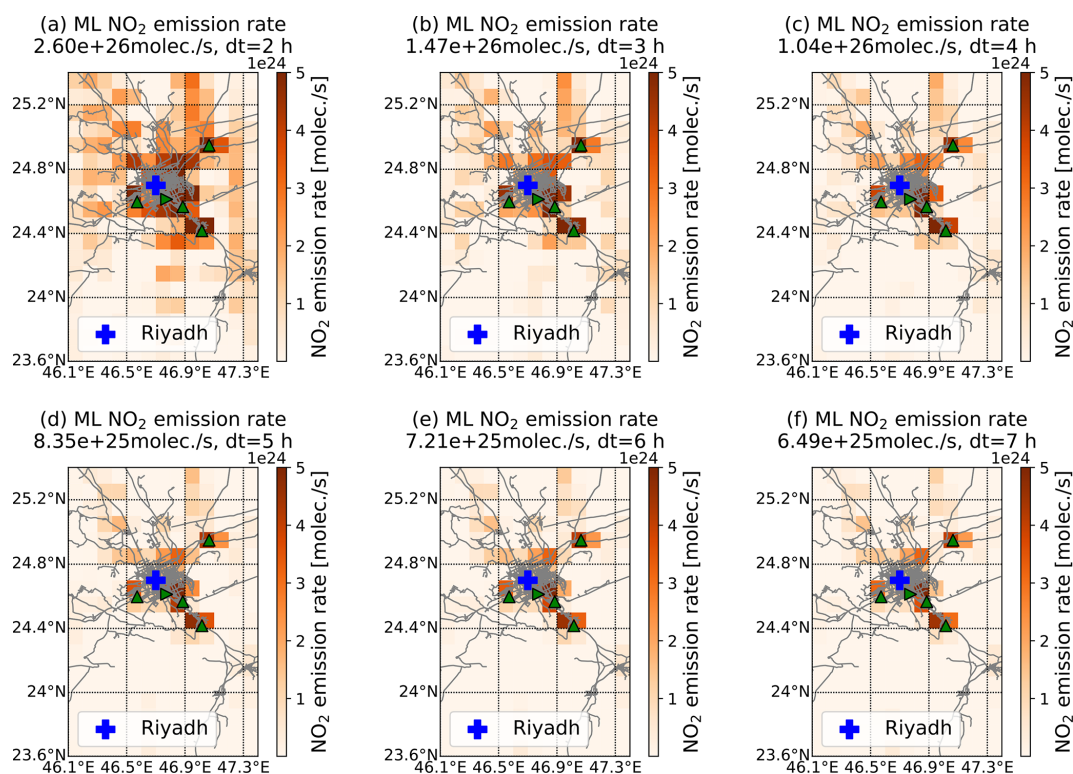 (a) ML NO₂ emission rate
2.60e+26molec./s, dt=2 h
1e24
25.2°N
24.8°N
24.4°N
24°N
23.6°N
46.1°E 46.5°E 46.9°E 47.3°E
Riyadh
5
4
3
2
1
NO₂ emission rate [molec./s]
(b) ML NO₂ emission rate
1.47e+26molec./s, dt=3 h
1e24
25.2°N
24.8°N
24.4°N
24°N
23.6°N
46.1°E 46.5°E 46.9°E 47.3°E
Riyadh
5
4
3
2
1
NO₂ emission rate [molec./s]
(c) ML NO₂ emission rate
1.04e+26molec./s, dt=4 h
1e24
25.2°N
24.8°N
24.4°N
24°N
23.6°N
46.1°E 46.5°E 46.9°E 47.3°E
Riyadh
5
4
3
2
1
NO₂ emission rate [molec./s]
(d) ML NO₂ emission rate
8.35e+25molec./s, dt=5 h
1e24
25.2°N
24.8°N
24.4°N
24°N
23.6°N
46.1°E 46.5°E 46.9°E 47.3°E
Riyadh
5
4
3
2
1
NO₂ emission rate [molec./s]
(e) ML NO₂ emission rate
7.21e+25molec./s, dt=6 h
1e24
25.2°N
24.8°N
24.4°N
24°N
23.6°N
46.1°E 46.5°E 46.9°E 47.3°E
Riyadh
5
4
3
2
1
NO₂ emission rate [molec./s]
(f) ML NO₂ emission rate
6.49e+25molec./s, dt=7 h
1e24
25.2°N
24.8°N
24.4°N
24°N
23.6°N
46.1°E 46.5°E 46.9°E 47.3°E
Riyadh
5
4
3
2
1
NO₂ emission rate [molec./s]